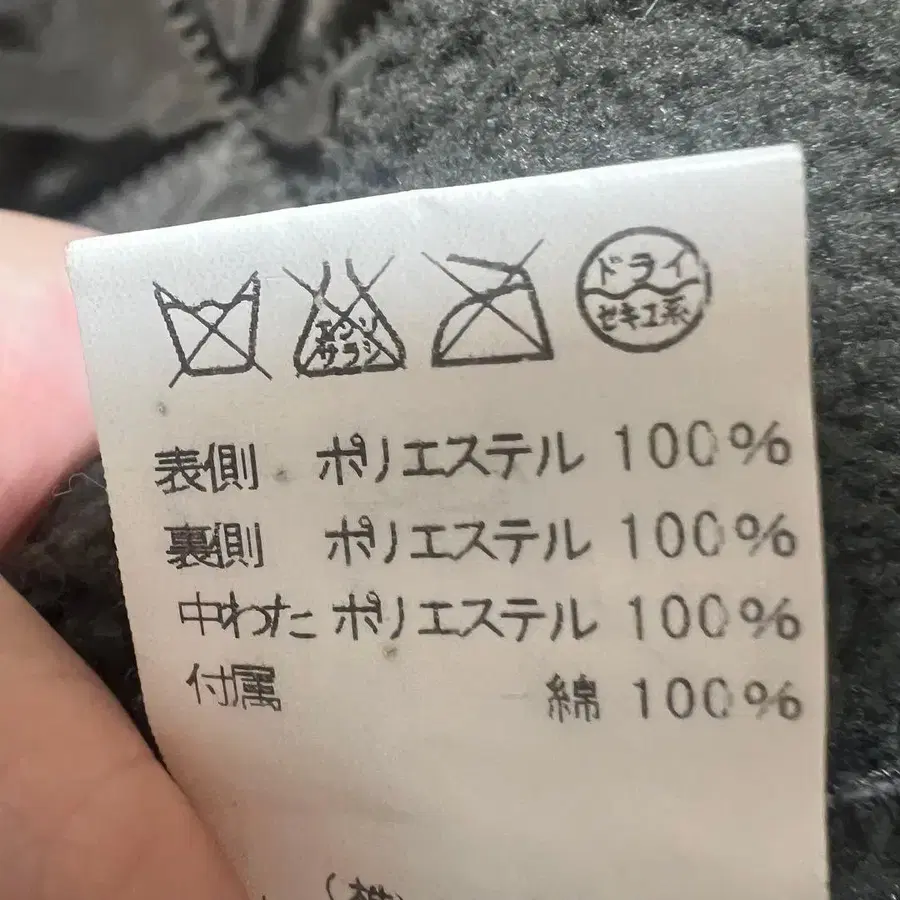 エンソ
サラシ
ドライ
セキユ系
表側 ポリエステル 100%
裏側 ポリエステル 100%
中わた ポリエステル 100%
付属 綿 100%